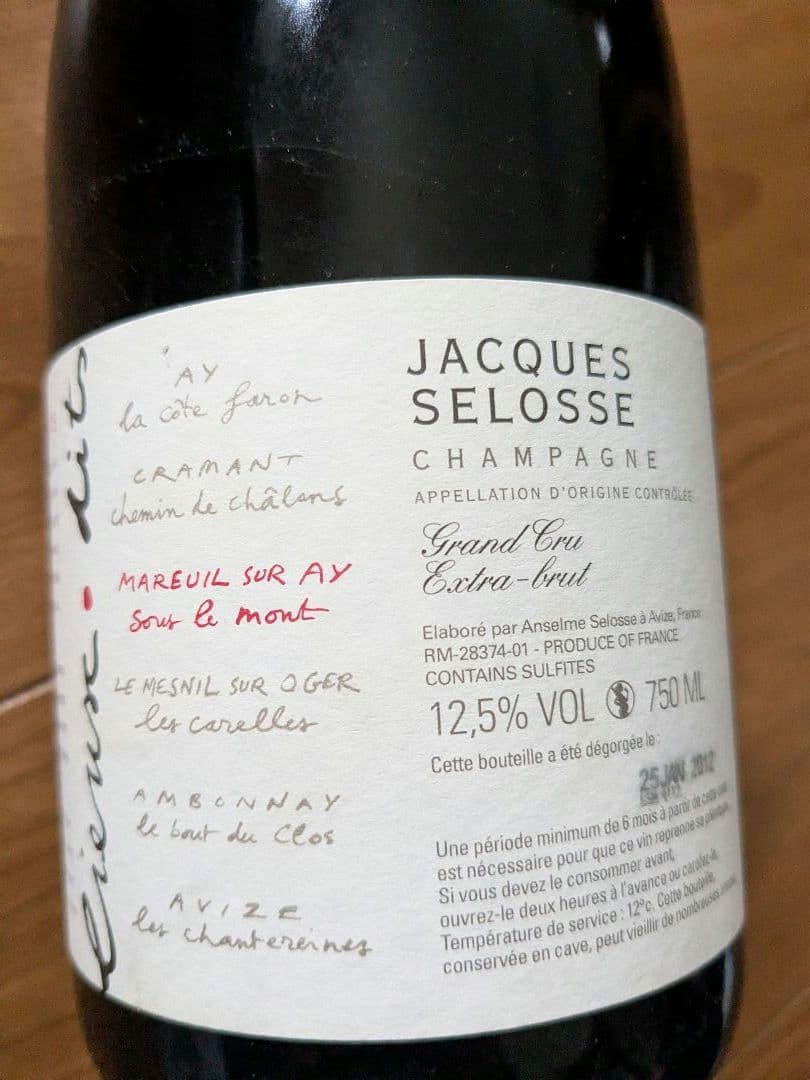 lieux . dits
AY
la côte faron
CRAMANT
chemin de châlons
MAREUIL SUR AY
sous le mont
LE MESNIL SUR OGER
les carelles
AMBONNAY
le bout du clos
AVIZE
les chantereines
JACQUES
SELOSSE
CHAMPAGNE
APPELLATION D'ORIGINE CONTRÔLÉE
Grand Cru
Extra-brut
Elaboré par Anselme Selosse à Avize, France
RM-28374-01 - PRODUCE OF FRANCE
CONTAINS SULFITES
12,5% VOL 750 ML
Cette bouteille a été dégorgée le :
25 JAN 2012
Une période minimum de 6 mois à partir de cette date
est nécessaire pour que ce vin reprenne sa
Si vous devez le consommer avant,
ouvrez-le deux heures à l'avance ou carafez-le.
Température de service : 12°c. Cette bouteille,
conservée en cave, peut vieillir de nombreuses